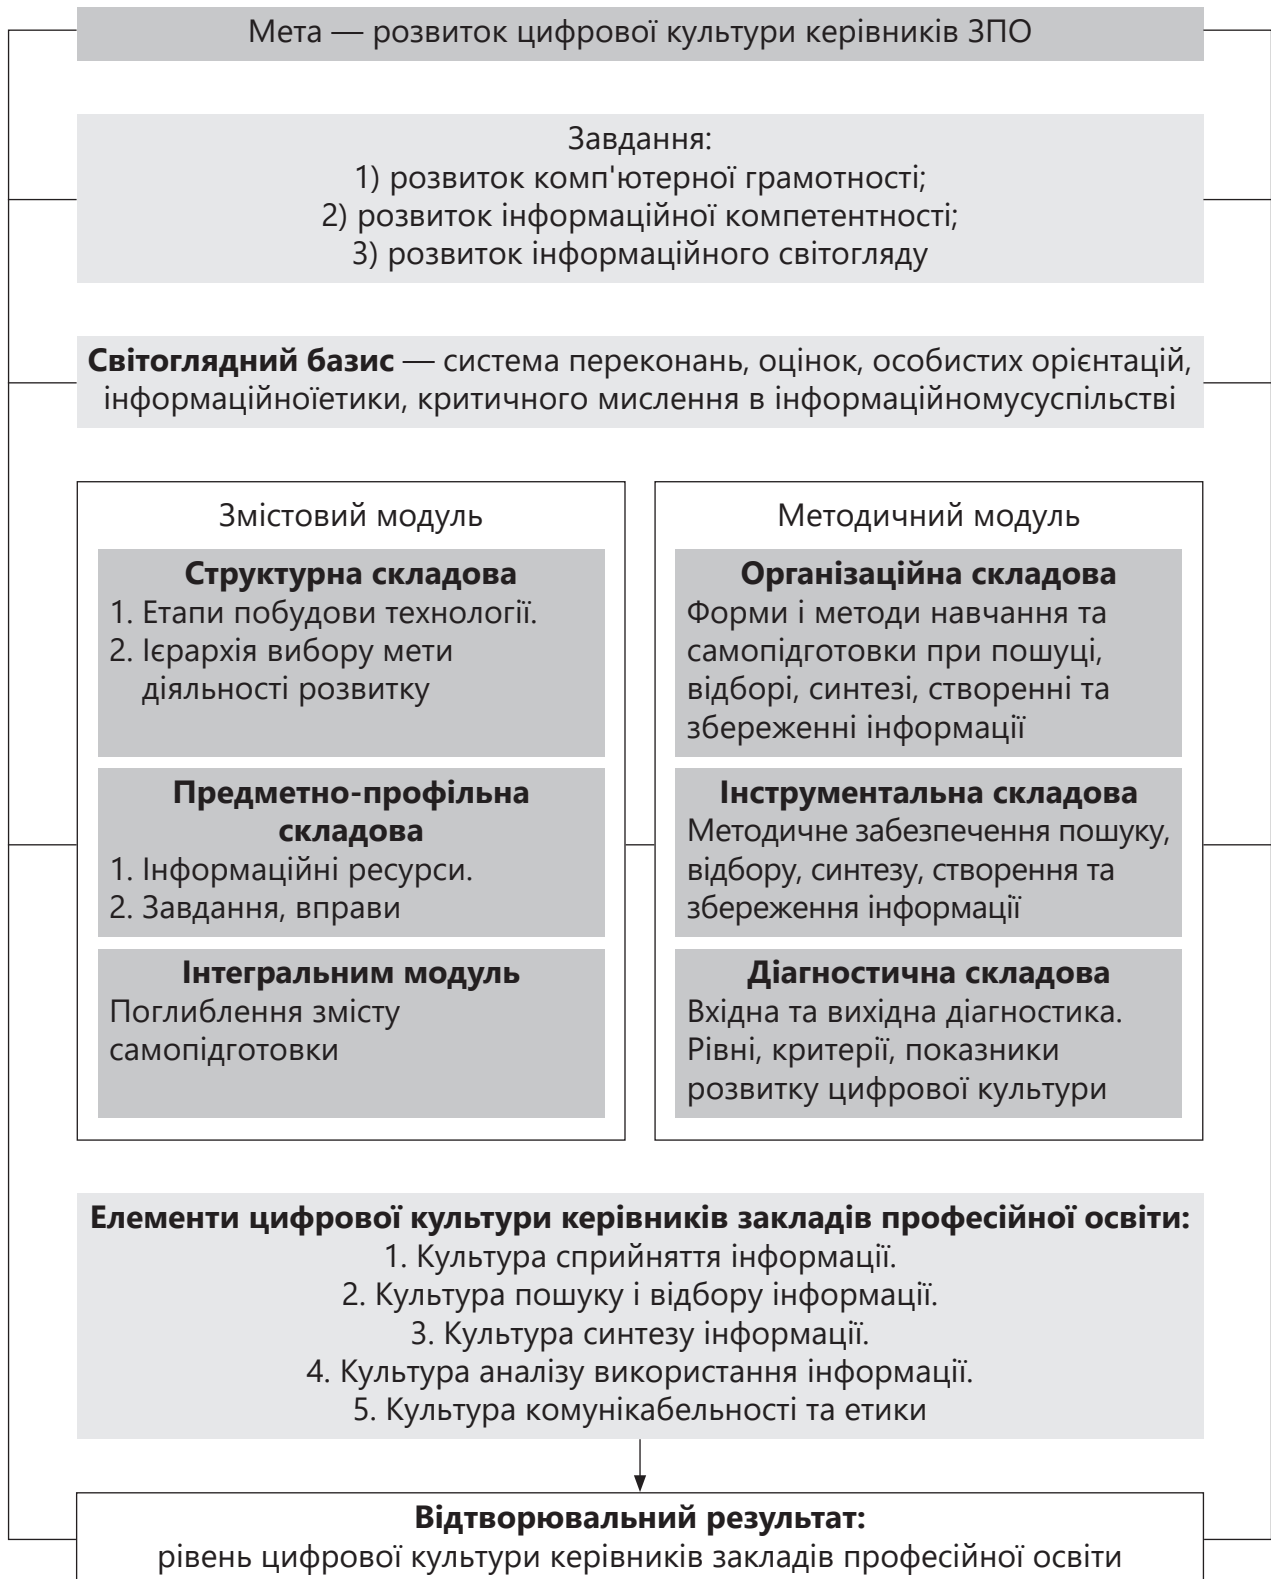 Мета — розвиток цифрової культури керівників ЗПО
Завдання:
1) розвиток комп'ютерної грамотності;
2) розвиток інформаційної компетентності;
3) розвиток інформаційного світогляду
Світоглядний базис — система переконань, оцінок, особистих орієнтацій,
інформаційноїетики, критичного мислення в інформаційномусуспільстві
Змістовий модуль
Структурна складова
1. Етапи побудови технології.
2. Ієрархія вибору мети
діяльності розвитку
Предметно-профільна
складова
1. Інформаційні ресурси.
2. Завдання, вправи
Інтегральним модуль
Поглиблення змісту
самопідготовки
Методичний модуль
Організаційна складова
Форми і методи навчання та
самопідготовки при пошуці,
відборі, синтезі, створенні та
збереженні інформації
Інструментальна складова
Методичне забезпечення пошуку,
відбору, синтезу, створення та
збереження інформації
Діагностична складова
Вхідна та вихідна діагностика.
Рівні, критерії, показники
розвитку цифрової культури
Елементи цифрової культури керівників закладів професійної освіти:
1. Культура сприйняття інформації.
2. Культура пошуку і відбору інформації.
3. Культура синтезу інформації.
4. Культура аналізу використання інформації.
5. Культура комунікабельності та етики
Відтворювальний результат:
рівень цифрової культури керівників закладів професійної освіти